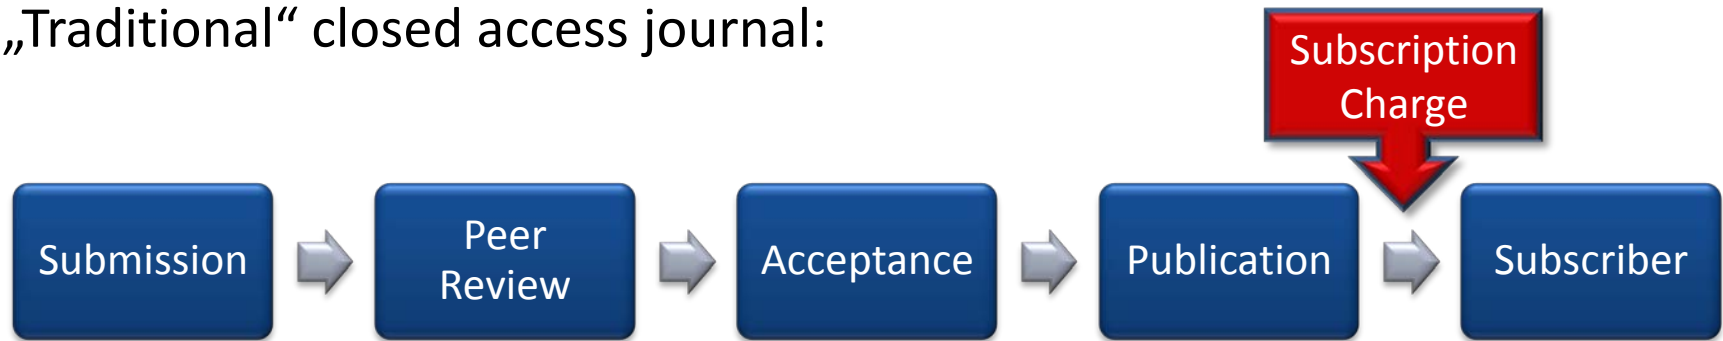 „Traditional“ closed access journal:
Subscription
Charge
Submission
Peer
Review
Acceptance
Publication
Subscriber